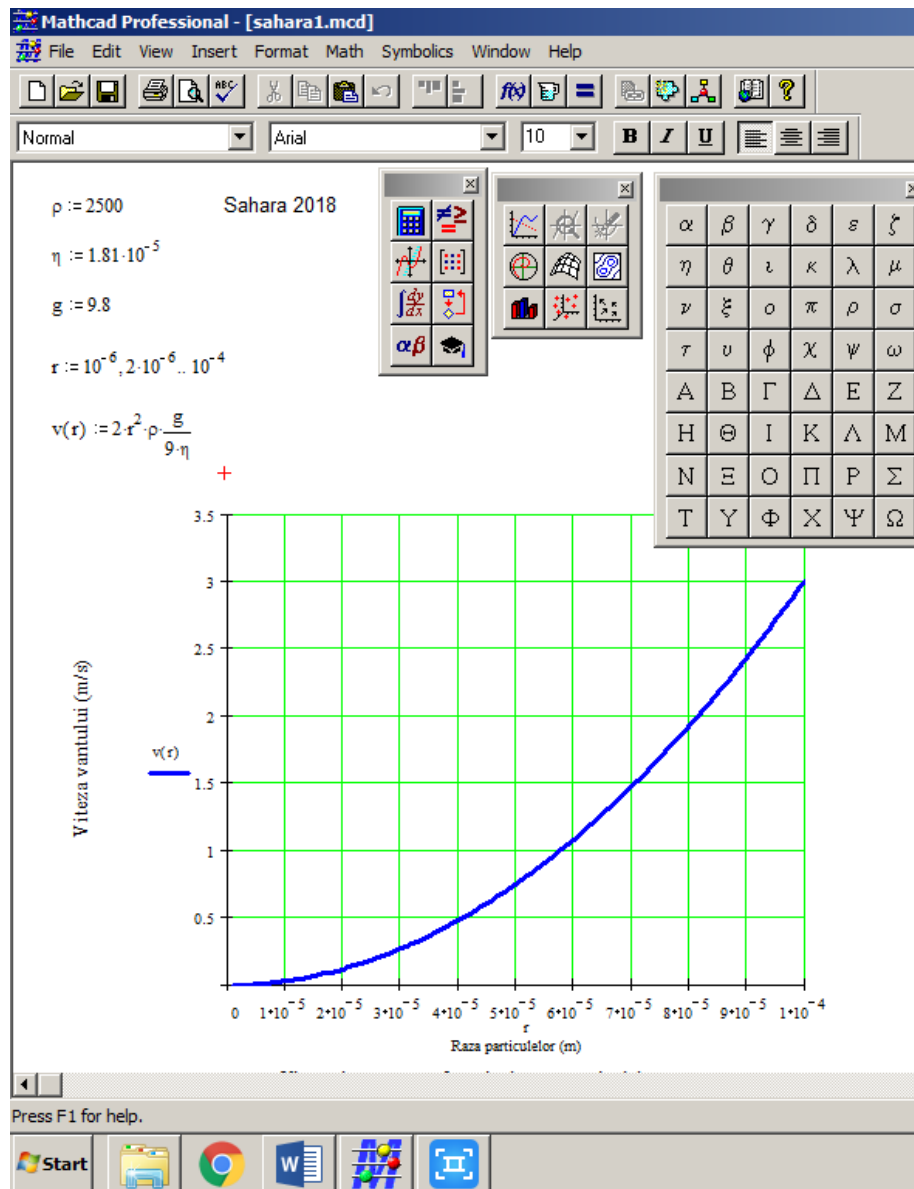 Mathcad Professional - [sahara1.mcd]
File Edit View Insert Format Math Symbolics Window Help
Normal Arial 10 B I U
ρ := 2500 Sahara 2018
η := 1.81·10^-5
g := 9.8
r := 10^-6, 2·10^-6 .. 10^-4
v(r) := 2·r^2·ρ·g/(9·η)
αβ
α β γ δ ε ζ
η θ ι κ λ μ
ν ξ ο π ρ σ
τ υ φ χ ψ ω
Α Β Γ Δ Ε Ζ
Η Θ Ι Κ Λ Μ
Ν Ξ Ο Π Ρ Σ
Τ Υ Φ Χ Ψ Ω
3.5
3
2.5
2
1.5
1
0.5
Viteza vantului (m/s)
v(r)
0 1•10^-5 2•10^-5 3•10^-5 4•10^-5 5•10^-5 6•10^-5 7•10^-5 8•10^-5 9•10^-5 1•10^-4
r
Raza particulelor (m)
Press F1 for help.
Start